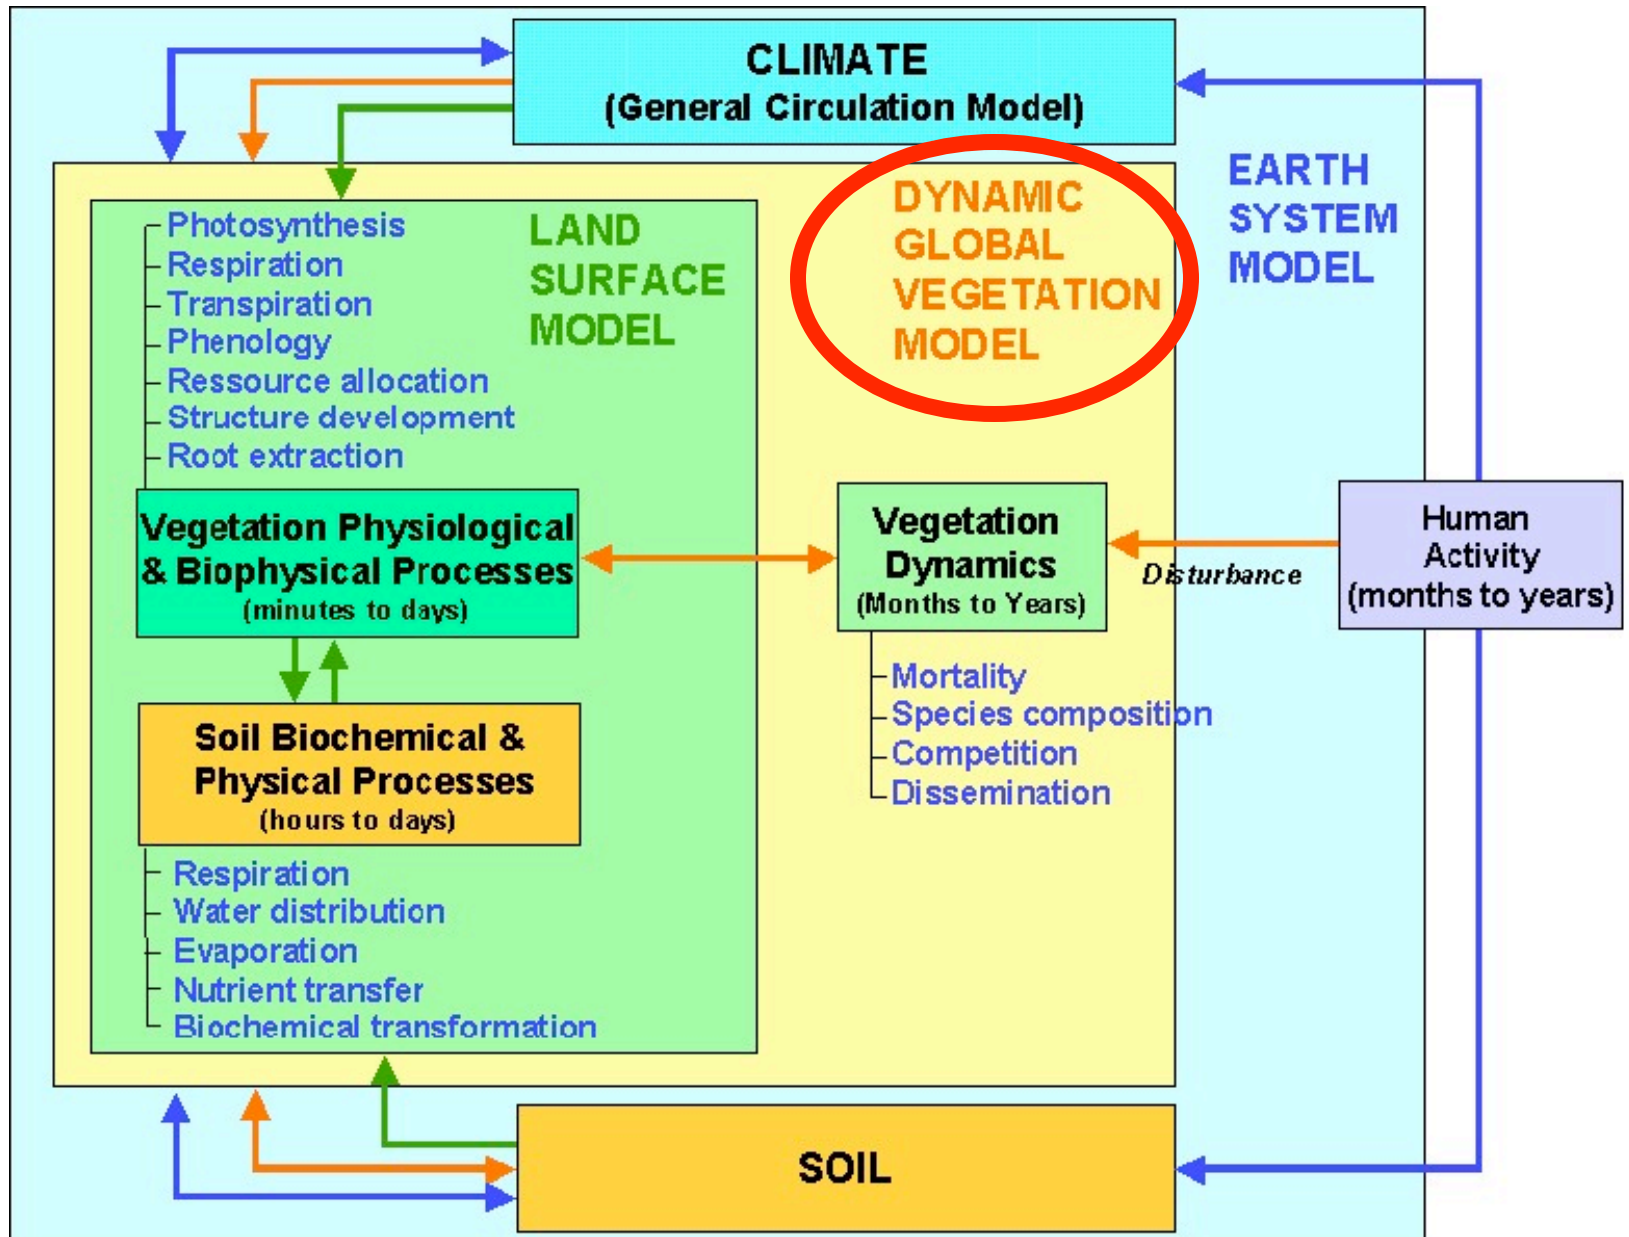 CLIMATE
(General Circulation Model)
EARTH
SYSTEM
MODEL
DYNAMIC
GLOBAL
VEGETATION
MODEL
LAND
SURFACE
MODEL
Photosynthesis
Respiration
Transpiration
Phenology
Ressource allocation
Structure development
Root extraction
Vegetation Physiological
& Biophysical Processes
(minutes to days)
Vegetation
Dynamics
(Months to Years)
Disturbance
Human
Activity
(months to years)
Mortality
Species composition
Competition
Dissemination
Soil Biochemical &
Physical Processes
(hours to days)
Respiration
Water distribution
Evaporation
Nutrient transfer
Biochemical transformation
SOIL